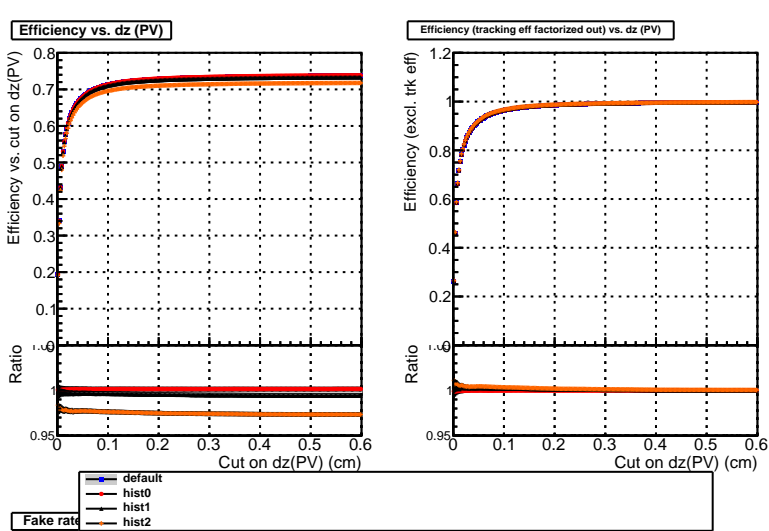 Efficiency vs. dz (PV)
Efficiency vs. cut on dz(PV)
0.8
0.7
0.6
0.5
0.4
0.3
0.2
0.1
0
Ratio
1
0.95
0 0.1 0.2 0.3 0.4 0.5 0.6
Cut on dz(PV) (cm)
Efficiency (tracking eff factorized out) vs. dz (PV)
Efficiency (excl. trk eff)
1.2
1
0.8
0.6
0.4
0.2
0
Ratio
1
0.95
0 0.1 0.2 0.3 0.4 0.5 0.6
Cut on dz(PV) (cm)
default
hist0
hist1
hist2
Fake rate